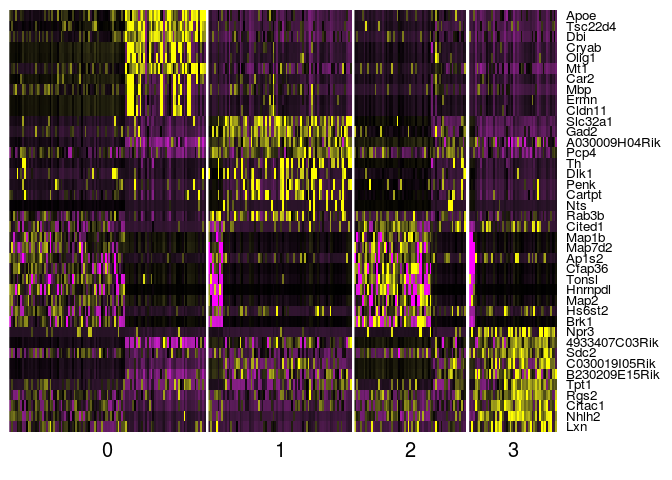 Apoe
Tsc22d4
Dbi
Cryab
Olig1
Mt1
Car2
Mbp
Ermn
Cldn11
Slc32a1
Gad2
A030009H04Rik
Pcp4
Th
Dlk1
Penk
Cartpt
Nts
Rab3b
Cited1
Map1b
Map7d2
Ap1s2
Cfap36
Tonsl
Hnrnpdl
Map2
Hs6st2
Brk1
Npr3
4933407C03Rik
Sdc2
C030019I05Rik
B230209E15Rik
Tpt1
Rgs2
Crtac1
Nhlh2
Lxn
0 1 2 3